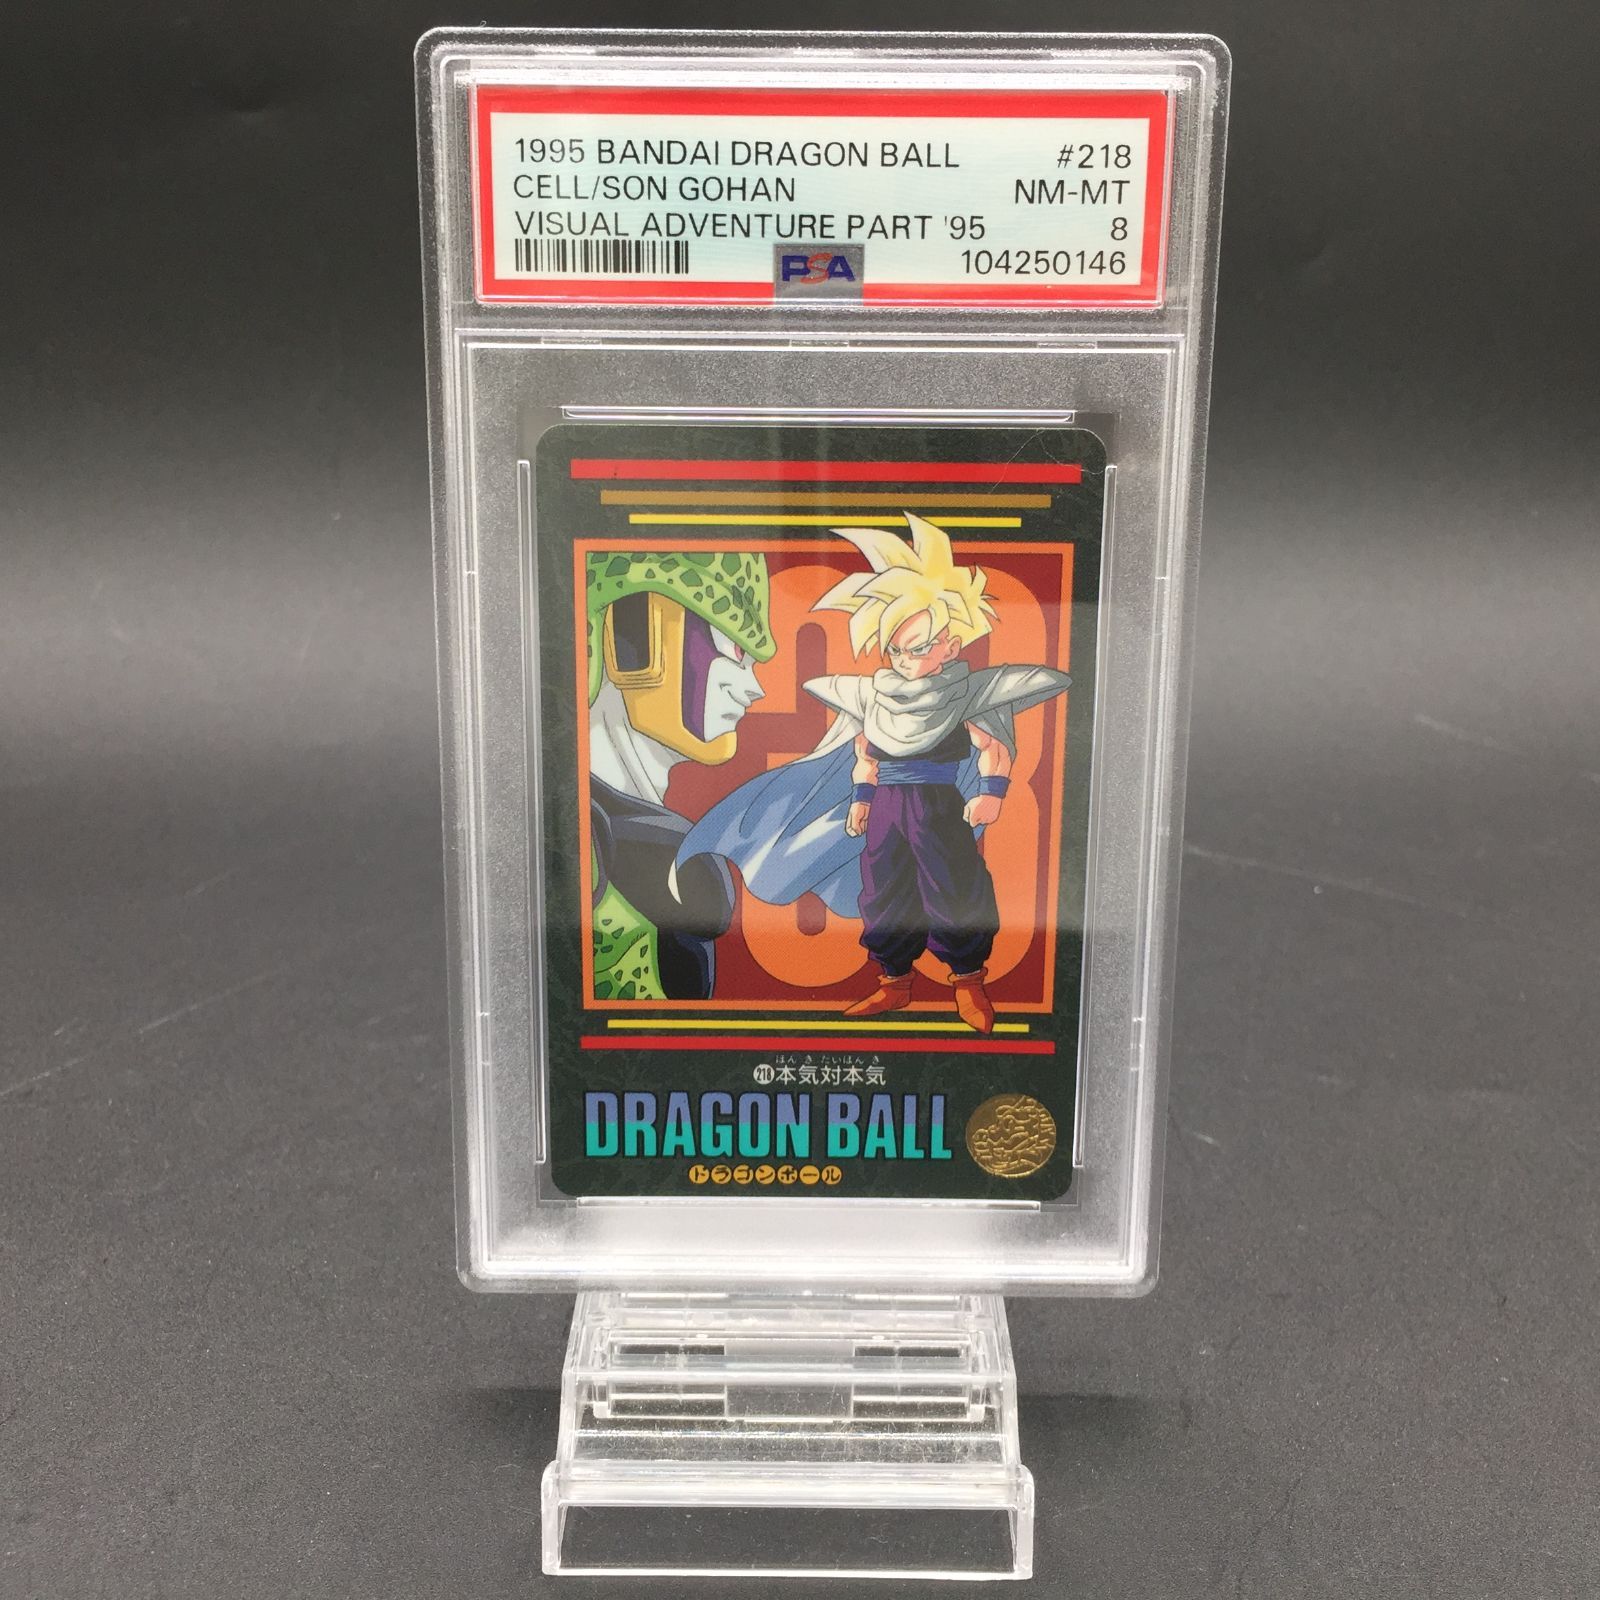 1995 BANDAI DRAGON BALL #218
CELL/SON GOHAN NM-MT
VISUAL ADVENTURE PART '95 8
PSA 104250146
ほん き たいほん き
218 本気対本気
DRAGON BALL
ドラゴンボール